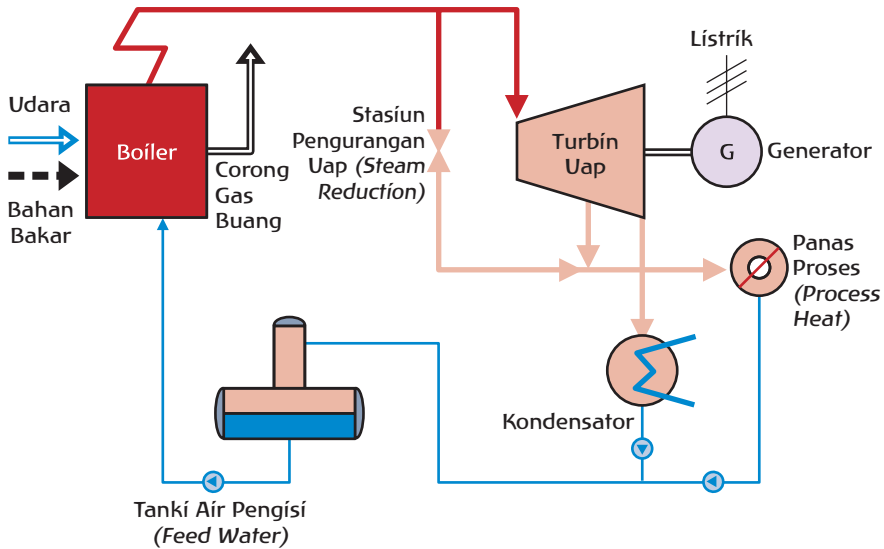 Lístrík
Udara
Boíler
Bahan
Bakar
Corong
Gas
Buang
Stasíun
Pengurangan
Uap (Steam
Reduction)
Turbín
Uap
G
Generator
Panas
Proses
(Process
Heat)
Kondensator
Tankí Aír Pengísí
(Feed Water)